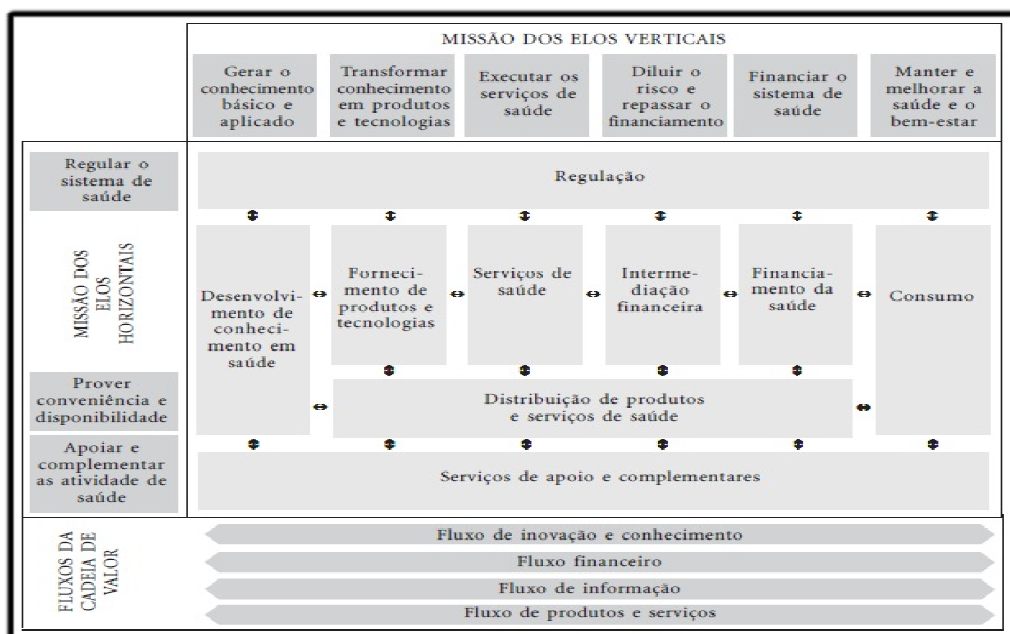 MISSÃO DOS ELOS VERTICAIS
Gerar o
conhecimento
básico e
aplicado
Transformar
conhecimento
em produtos
e tecnologias
Executar os
serviços de
saúde
Diluir o
risco e
repassar o
financiamento
Financiar o
sistema de
saúde
Manter e
melhorar a
saúde e o
bem-estar
Regular o
sistema de
saúde
Regulação
MISSÃO DOS
ELOS
HORIZONTAIS
Desenvolvi-
mento de
conheci-
mento em
saúde
Forneci-
mento de
produtos e
tecnologias
Serviços de
saúde
Interme-
diação
financeira
Financia-
mento da
saúde
Consumo
Prover
conveniência e
disponibilidade
Distribuição de produtos
e serviços de saúde
Apoiar e
complementar
as atividade de
saúde
Serviços de apoio e complementares
FLUXOS DA
CADEIA DE
VALOR
Fluxo de inovação e conhecimento
Fluxo financeiro
Fluxo de informação
Fluxo de produtos e serviços